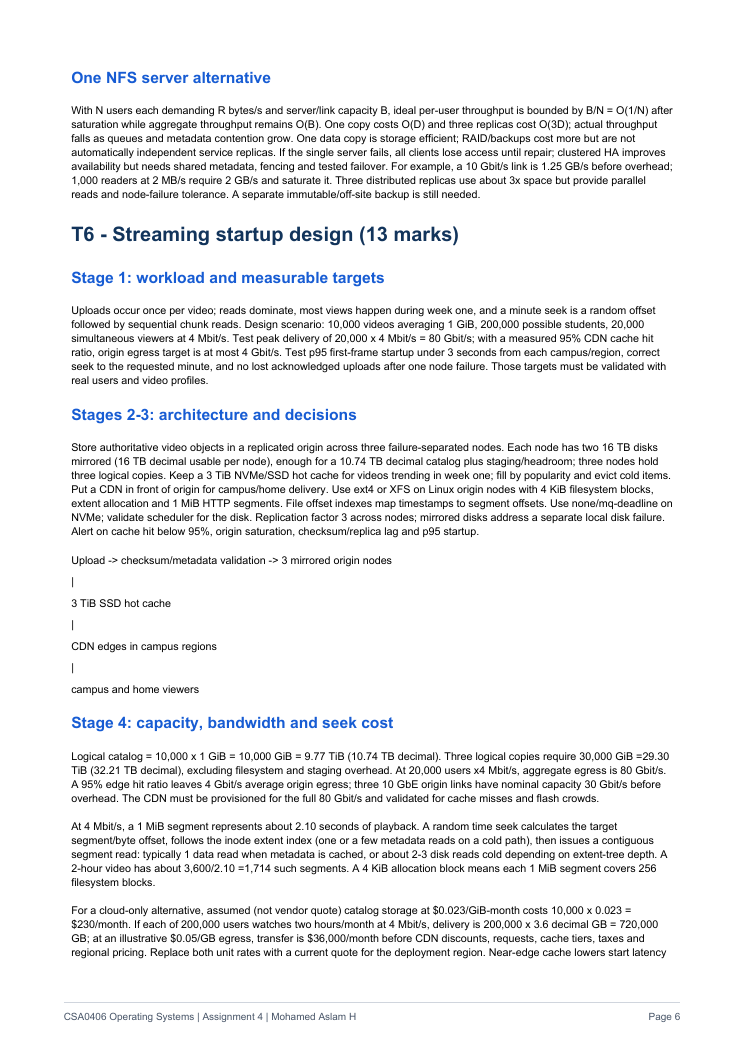 One NFS server alternative
With N users each demanding R bytes/s and server/link capacity B, ideal per-user throughput is bounded by B/N = O(1/N) after
saturation while aggregate throughput remains O(B). One copy costs O(D) and three replicas cost O(3D); actual throughput
falls as queues and metadata contention grow. One data copy is storage efficient; RAID/backups cost more but are not
automatically independent service replicas. If the single server fails, all clients lose access until repair; clustered HA improves
availability but needs shared metadata, fencing and tested failover. For example, a 10 Gbit/s link is 1.25 GB/s before overhead;
1,000 readers at 2 MB/s require 2 GB/s and saturate it. Three distributed replicas use about 3x space but provide parallel
reads and node-failure tolerance. A separate immutable/off-site backup is still needed.
T6 - Streaming startup design (13 marks)
Stage 1: workload and measurable targets
Uploads occur once per video; reads dominate, most views happen during week one, and a minute seek is a random offset
followed by sequential chunk reads. Design scenario: 10,000 videos averaging 1 GiB, 200,000 possible students, 20,000
simultaneous viewers at 4 Mbit/s. Test peak delivery of 20,000 x 4 Mbit/s = 80 Gbit/s; with a measured 95% CDN cache hit
ratio, origin egress target is at most 4 Gbit/s. Test p95 first-frame startup under 3 seconds from each campus/region, correct
seek to the requested minute, and no lost acknowledged uploads after one node failure. Those targets must be validated with
real users and video profiles.
Stages 2-3: architecture and decisions
Store authoritative video objects in a replicated origin across three failure-separated nodes. Each node has two 16 TB disks
mirrored (16 TB decimal usable per node), enough for a 10.74 TB decimal catalog plus staging/headroom; three nodes hold
three logical copies. Keep a 3 TiB NVMe/SSD hot cache for videos trending in week one; fill by popularity and evict cold items.
Put a CDN in front of origin for campus/home delivery. Use ext4 or XFS on Linux origin nodes with 4 KiB filesystem blocks,
extent allocation and 1 MiB HTTP segments. File offset indexes map timestamps to segment offsets. Use none/mq-deadline on
NVMe; validate scheduler for the disk. Replication factor 3 across nodes; mirrored disks address a separate local disk failure.
Alert on cache hit below 95%, origin saturation, checksum/replica lag and p95 startup.
Upload -> checksum/metadata validation -> 3 mirrored origin nodes
|
3 TiB SSD hot cache
|
CDN edges in campus regions
|
campus and home viewers
Stage 4: capacity, bandwidth and seek cost
Logical catalog = 10,000 x 1 GiB = 10,000 GiB = 9.77 TiB (10.74 TB decimal). Three logical copies require 30,000 GiB =29.30
TiB (32.21 TB decimal), excluding filesystem and staging overhead. At 20,000 users x4 Mbit/s, aggregate egress is 80 Gbit/s.
A 95% edge hit ratio leaves 4 Gbit/s average origin egress; three 10 GbE origin links have nominal capacity 30 Gbit/s before
overhead. The CDN must be provisioned for the full 80 Gbit/s and validated for cache misses and flash crowds.
At 4 Mbit/s, a 1 MiB segment represents about 2.10 seconds of playback. A random time seek calculates the target
segment/byte offset, follows the inode extent index (one or a few metadata reads on a cold path), then issues a contiguous
segment read: typically 1 data read when metadata is cached, or about 2-3 disk reads cold depending on extent-tree depth. A
2-hour video has about 3,600/2.10 =1,714 such segments. A 4 KiB allocation block means each 1 MiB segment covers 256
filesystem blocks.
For a cloud-only alternative, assumed (not vendor quote) catalog storage at $0.023/GiB-month costs 10,000 x 0.023 =
$230/month. If each of 200,000 users watches two hours/month at 4 Mbit/s, delivery is 200,000 x 3.6 decimal GB = 720,000
GB; at an illustrative $0.05/GB egress, transfer is $36,000/month before CDN discounts, requests, cache tiers, taxes and
regional pricing. Replace both unit rates with a current quote for the deployment region. Near-edge cache lowers start latency
CSA0406 Operating Systems | Assignment 4 | Mohamed Aslam H
Page 6